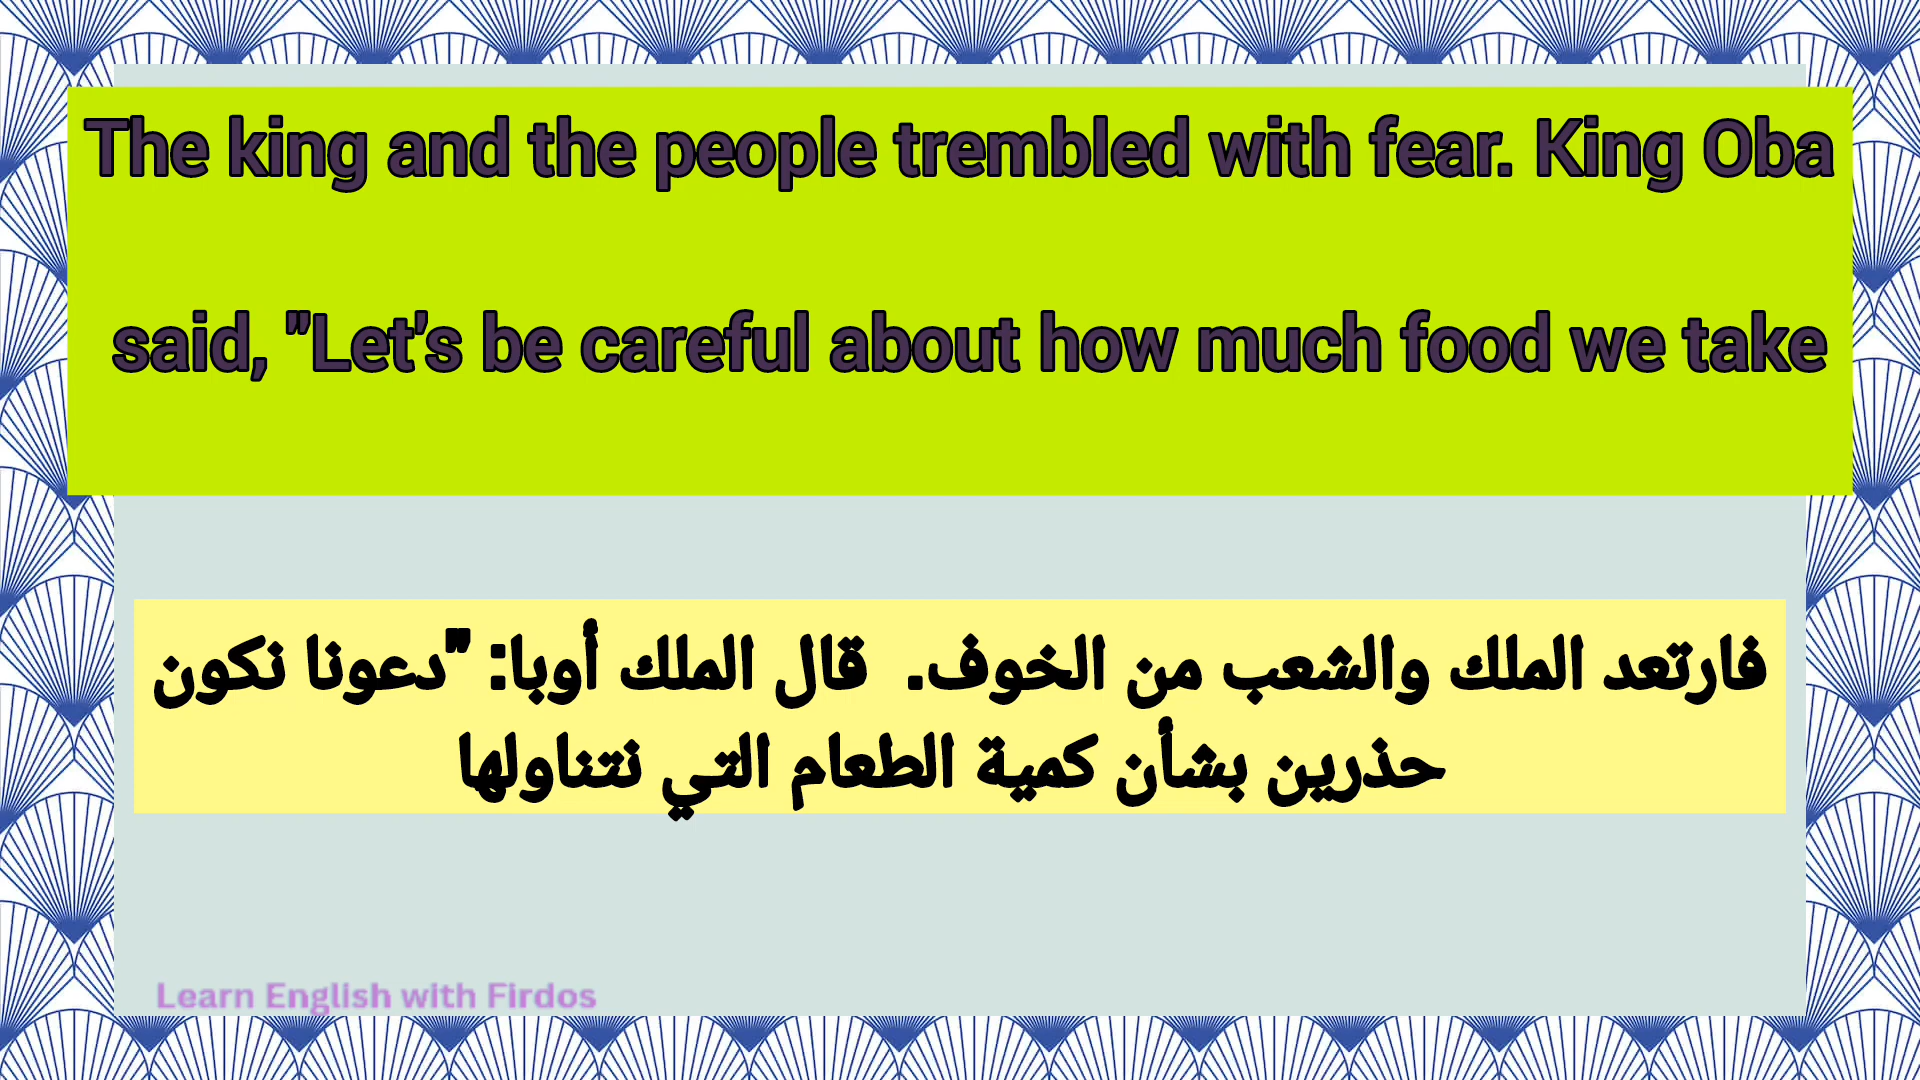 The king and the people trembled with fear. King Oba
said, "Let's be careful about how much food we take
فارتعد الملك والشعب من الخوف. قال الملك أوبا: "دعونا نكون
حذرين بشأن كمية الطعام التي نتناولها
Learn English with Firdos